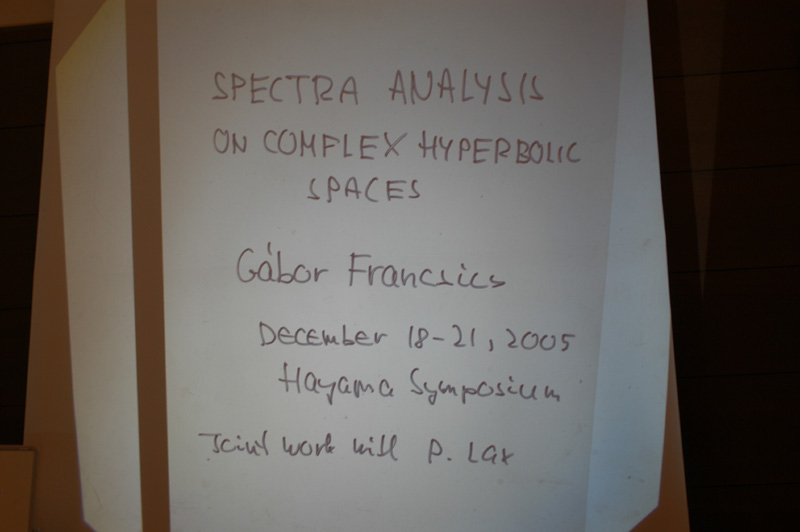 SPECTRA ANALYSIS
ON COMPLEX HYPERBOLIC
SPACES
Gábor Francsics
December 18-21, 2005
Hayama Symposium
Joint work with P. Lax